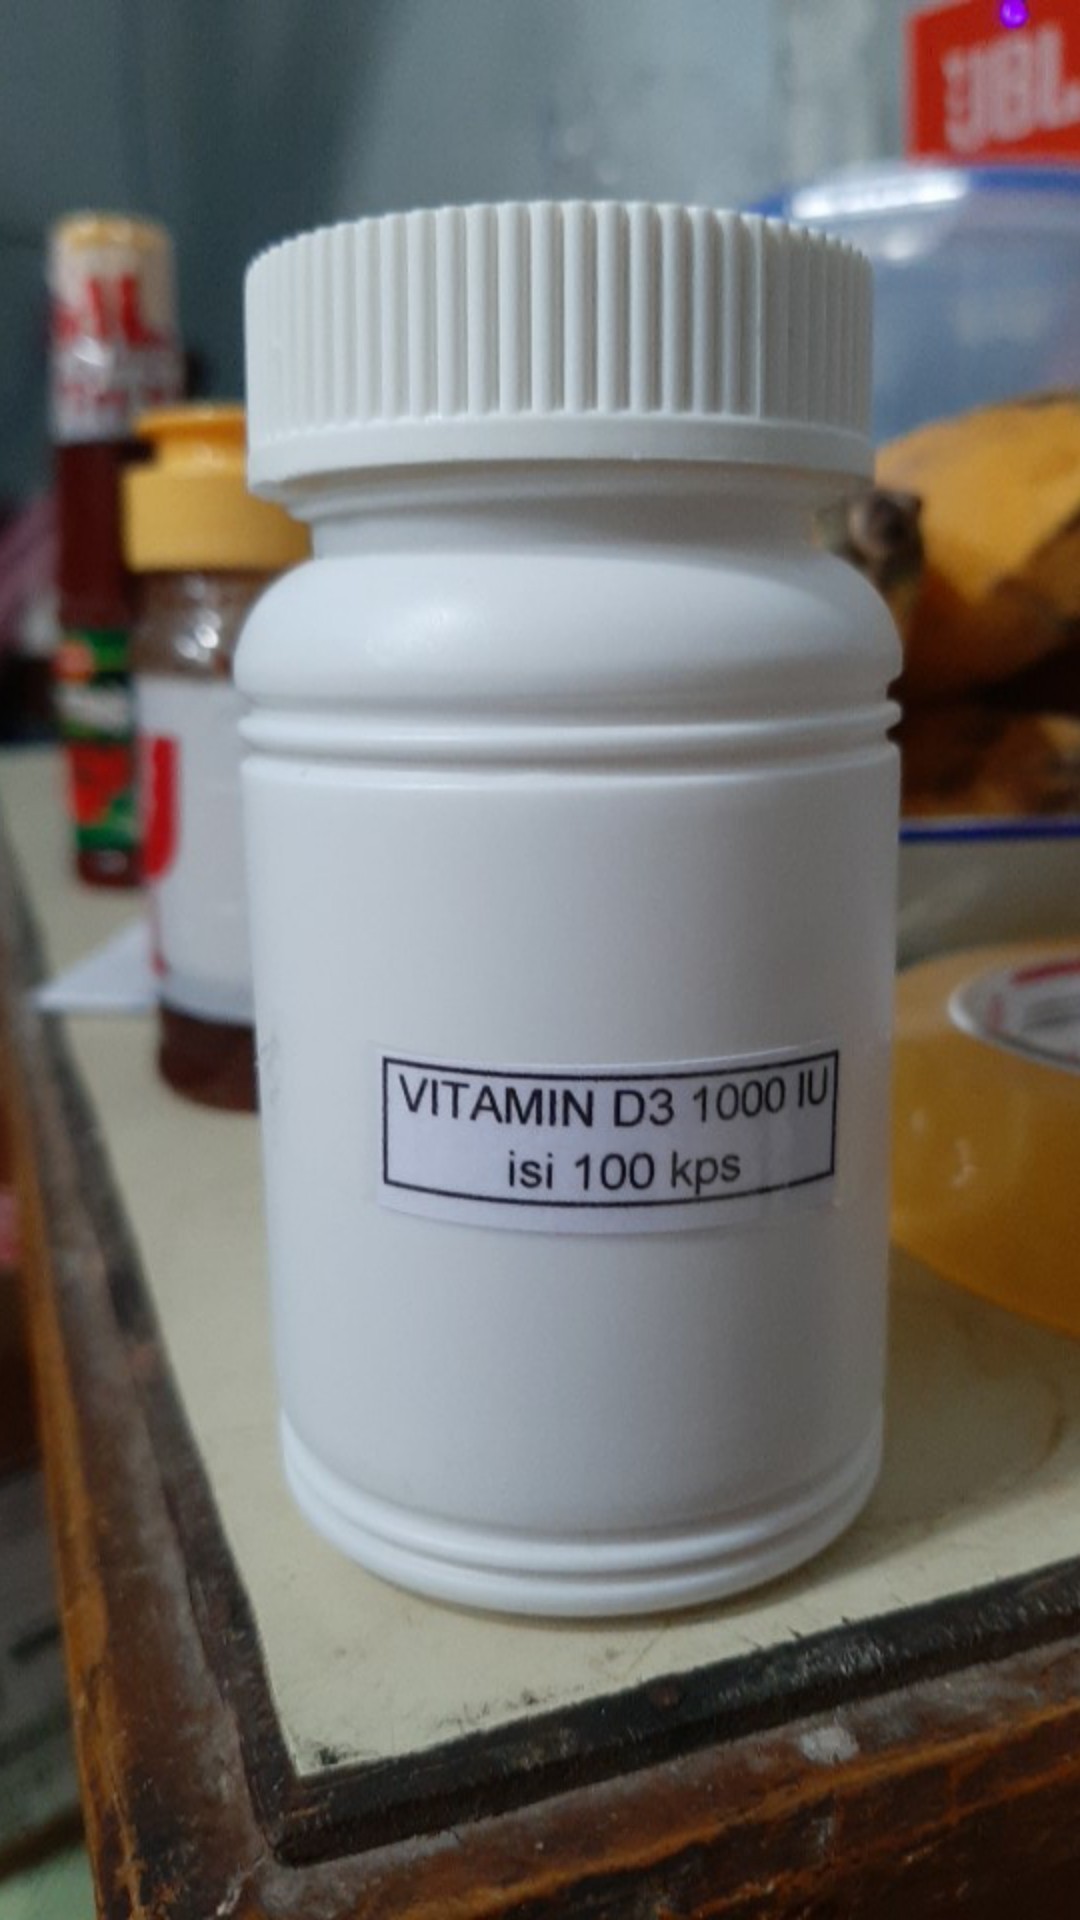 JBL
VITAMIN D3 1000 IU
isi 100 kps